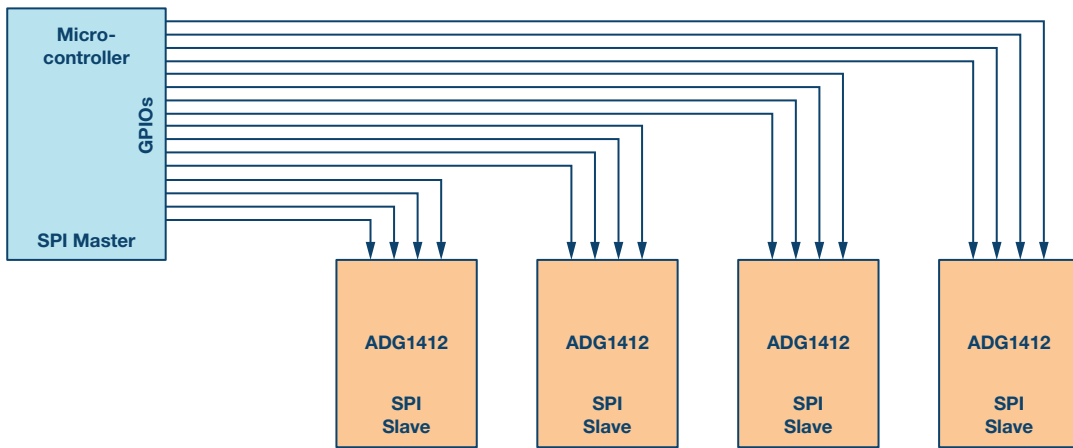 Micro-
controller
GPIOs
SPI Master
ADG1412
SPI
Slave
ADG1412
SPI
Slave
ADG1412
SPI
Slave
ADG1412
SPI
Slave